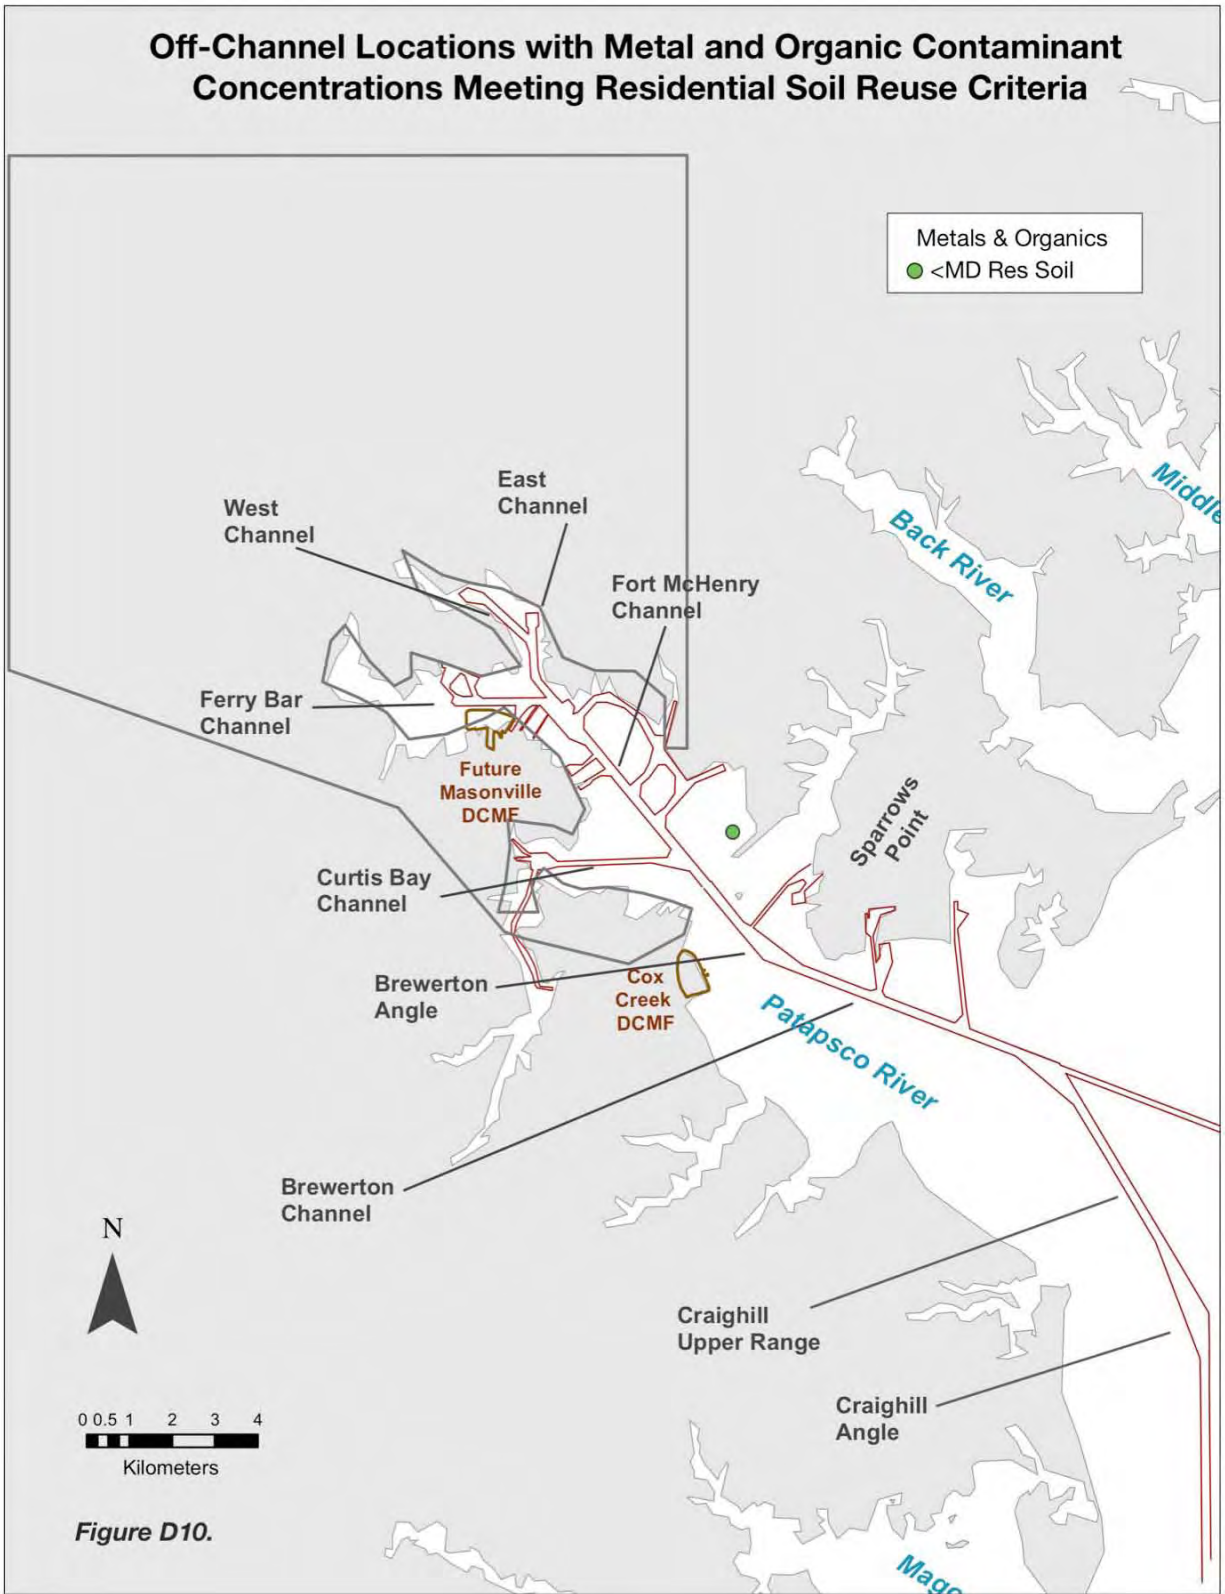 Off-Channel Locations with Metal and Organic Contaminant
Concentrations Meeting Residential Soil Reuse Criteria
Metals & Organics
<MD Res Soil
Middle
Back River
East
Channel
West
Channel
Fort McHenry
Channel
Ferry Bar
Channel
Future
Masonville
DCMF
Sparrows
Point
Curtis Bay
Channel
Brewerton
Angle
Cox
Creek
DCMF
Patapsco River
Brewerton
Channel
N
Craighill
Upper Range
Craighill
Angle
0 0.5 1 2 3 4
Kilometers
Figure D10.
Mago